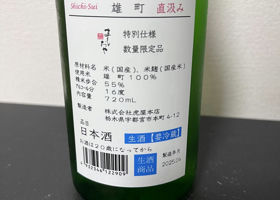 Shichi Sui 雄町 直汲み
特別仕様
数量限定品
原材料名 米(国産)、米麹(国産米)
使用米 雄町100%
精米歩合 55%
アルコール分 16度
720mL
製造者 株式会社虎屋本店
栃木県宇都宮市本町4-12
品目 日本酒
生酒【要冷蔵】
お酒は20歳になってから
生酒
商品
製造年月
2025.04
4922544122909